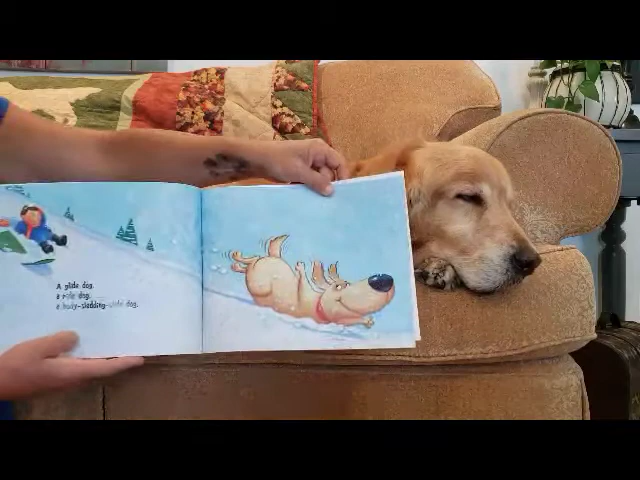 A glide dog,
a ride dog,
a belly-sledding-slide dog.